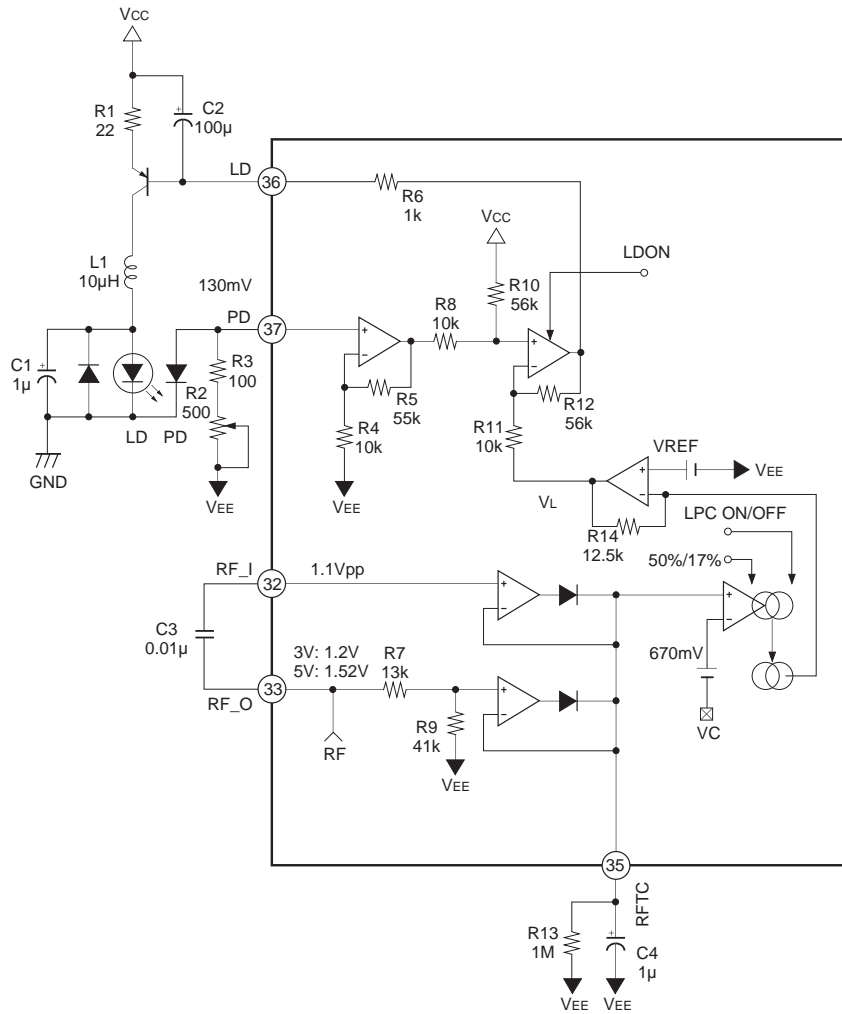 VCC
R1
22
C2
100µ
LD
36
R6
1k
VCC
LDON
L1
10µH
130mV
PD
37
R8
10k
R10
56k
+
−
+
−
C1
1µ
+
R3
100
R2
500
R5
55k
R12
56k
R4
10k
R11
10k
LD
PD
VREF
VEE
GND
VEE
VEE
VL
+
−
LPC ON/OFF
R14
12.5k
50%/17%
RF_I
32
1.1Vpp
+
−
+
−
C3
0.01µ
3V: 1.2V
5V: 1.52V
R7
13k
670mV
33
RF_O
+
−
R9
41k
RF
VEE
VC
35
RFTC
R13
1M
+
C4
1µ
VEE
VEE